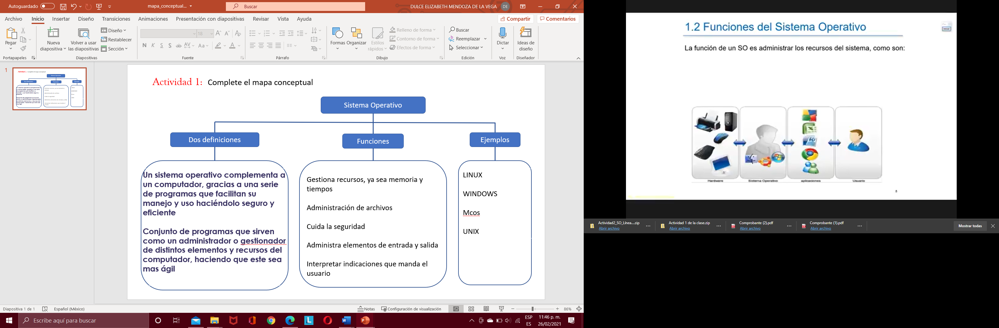 Autoguardado
mapa_conceptual...
Buscar
DULCE ELIZABETH MENDOZA DE LA VEGA
DE
Archivo Inicio Insertar Diseño Transiciones Animaciones Presentación con diapositivas Revisar Vista Ayuda
Compartir
Comentarios
Pegar
Nueva
diapositiva
Volver a usar
las diapositivas
Diseño
Restablecer
Sección
18
N K S S ab AV Aa A
Formas
Organizar
Estilos
rápidos
Relleno de forma
Contorno de forma
Efectos de forma
Buscar
Reemplazar
Seleccionar
Dictar
Ideas de
diseño
Portapapeles
Diapositivas
Fuente
Párrafo
Dibujo
Edición
Voz
Diseñador
1
Actividad 1: Complete el mapa conceptual
Sistema Operativo
Dos definiciones
Funciones
Ejemplos
Un sistema operativo complementa a
un computador, gracias a una serie
de programas que facilitan su
manejo y uso haciéndolo seguro y
eficiente
Conjunto de programas que sirven
como un administrador o gestionador
de distintos elementos y recursos del
computador, haciendo que este sea
mas ágil
Gestiona recursos, ya sea memoria y
tiempos
Administración de archivos
Cuida la seguridad
Administra elementos de entrada y salida
Interpretar indicaciones que manda el
usuario
LINUX
WINDOWS
Mcos
UNIX
Diapositiva 1 de 1
Español (México)
Notas
Configuración de visualización
86%
Escribe aquí para buscar
ESP
ES
11:46 p. m.
26/02/2021
1.2 Funciones del Sistema Operativo
La función de un SO es administrar los recursos del sistema, como son:
Hardware
Sistema Operativo
aplicaciones
Usuario
8
Actividad2_SO_Línea....zip
Abrir archivo
Actividad 1 de la clase.zip
Abrir archivo
Comprobante (2).pdf
Abrir archivo
Comprobante (1).pdf
Abrir archivo
Mostrar todas